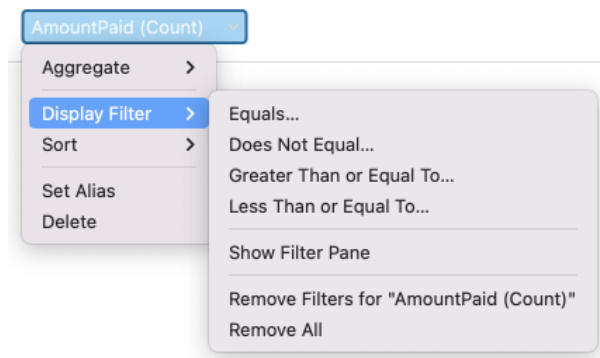 AmountPaid (Count)
Aggregate
Display Filter
Sort
Set Alias
Delete
Equals...
Does Not Equal...
Greater Than or Equal To...
Less Than or Equal To...
Show Filter Pane
Remove Filters for "AmountPaid (Count)"
Remove All